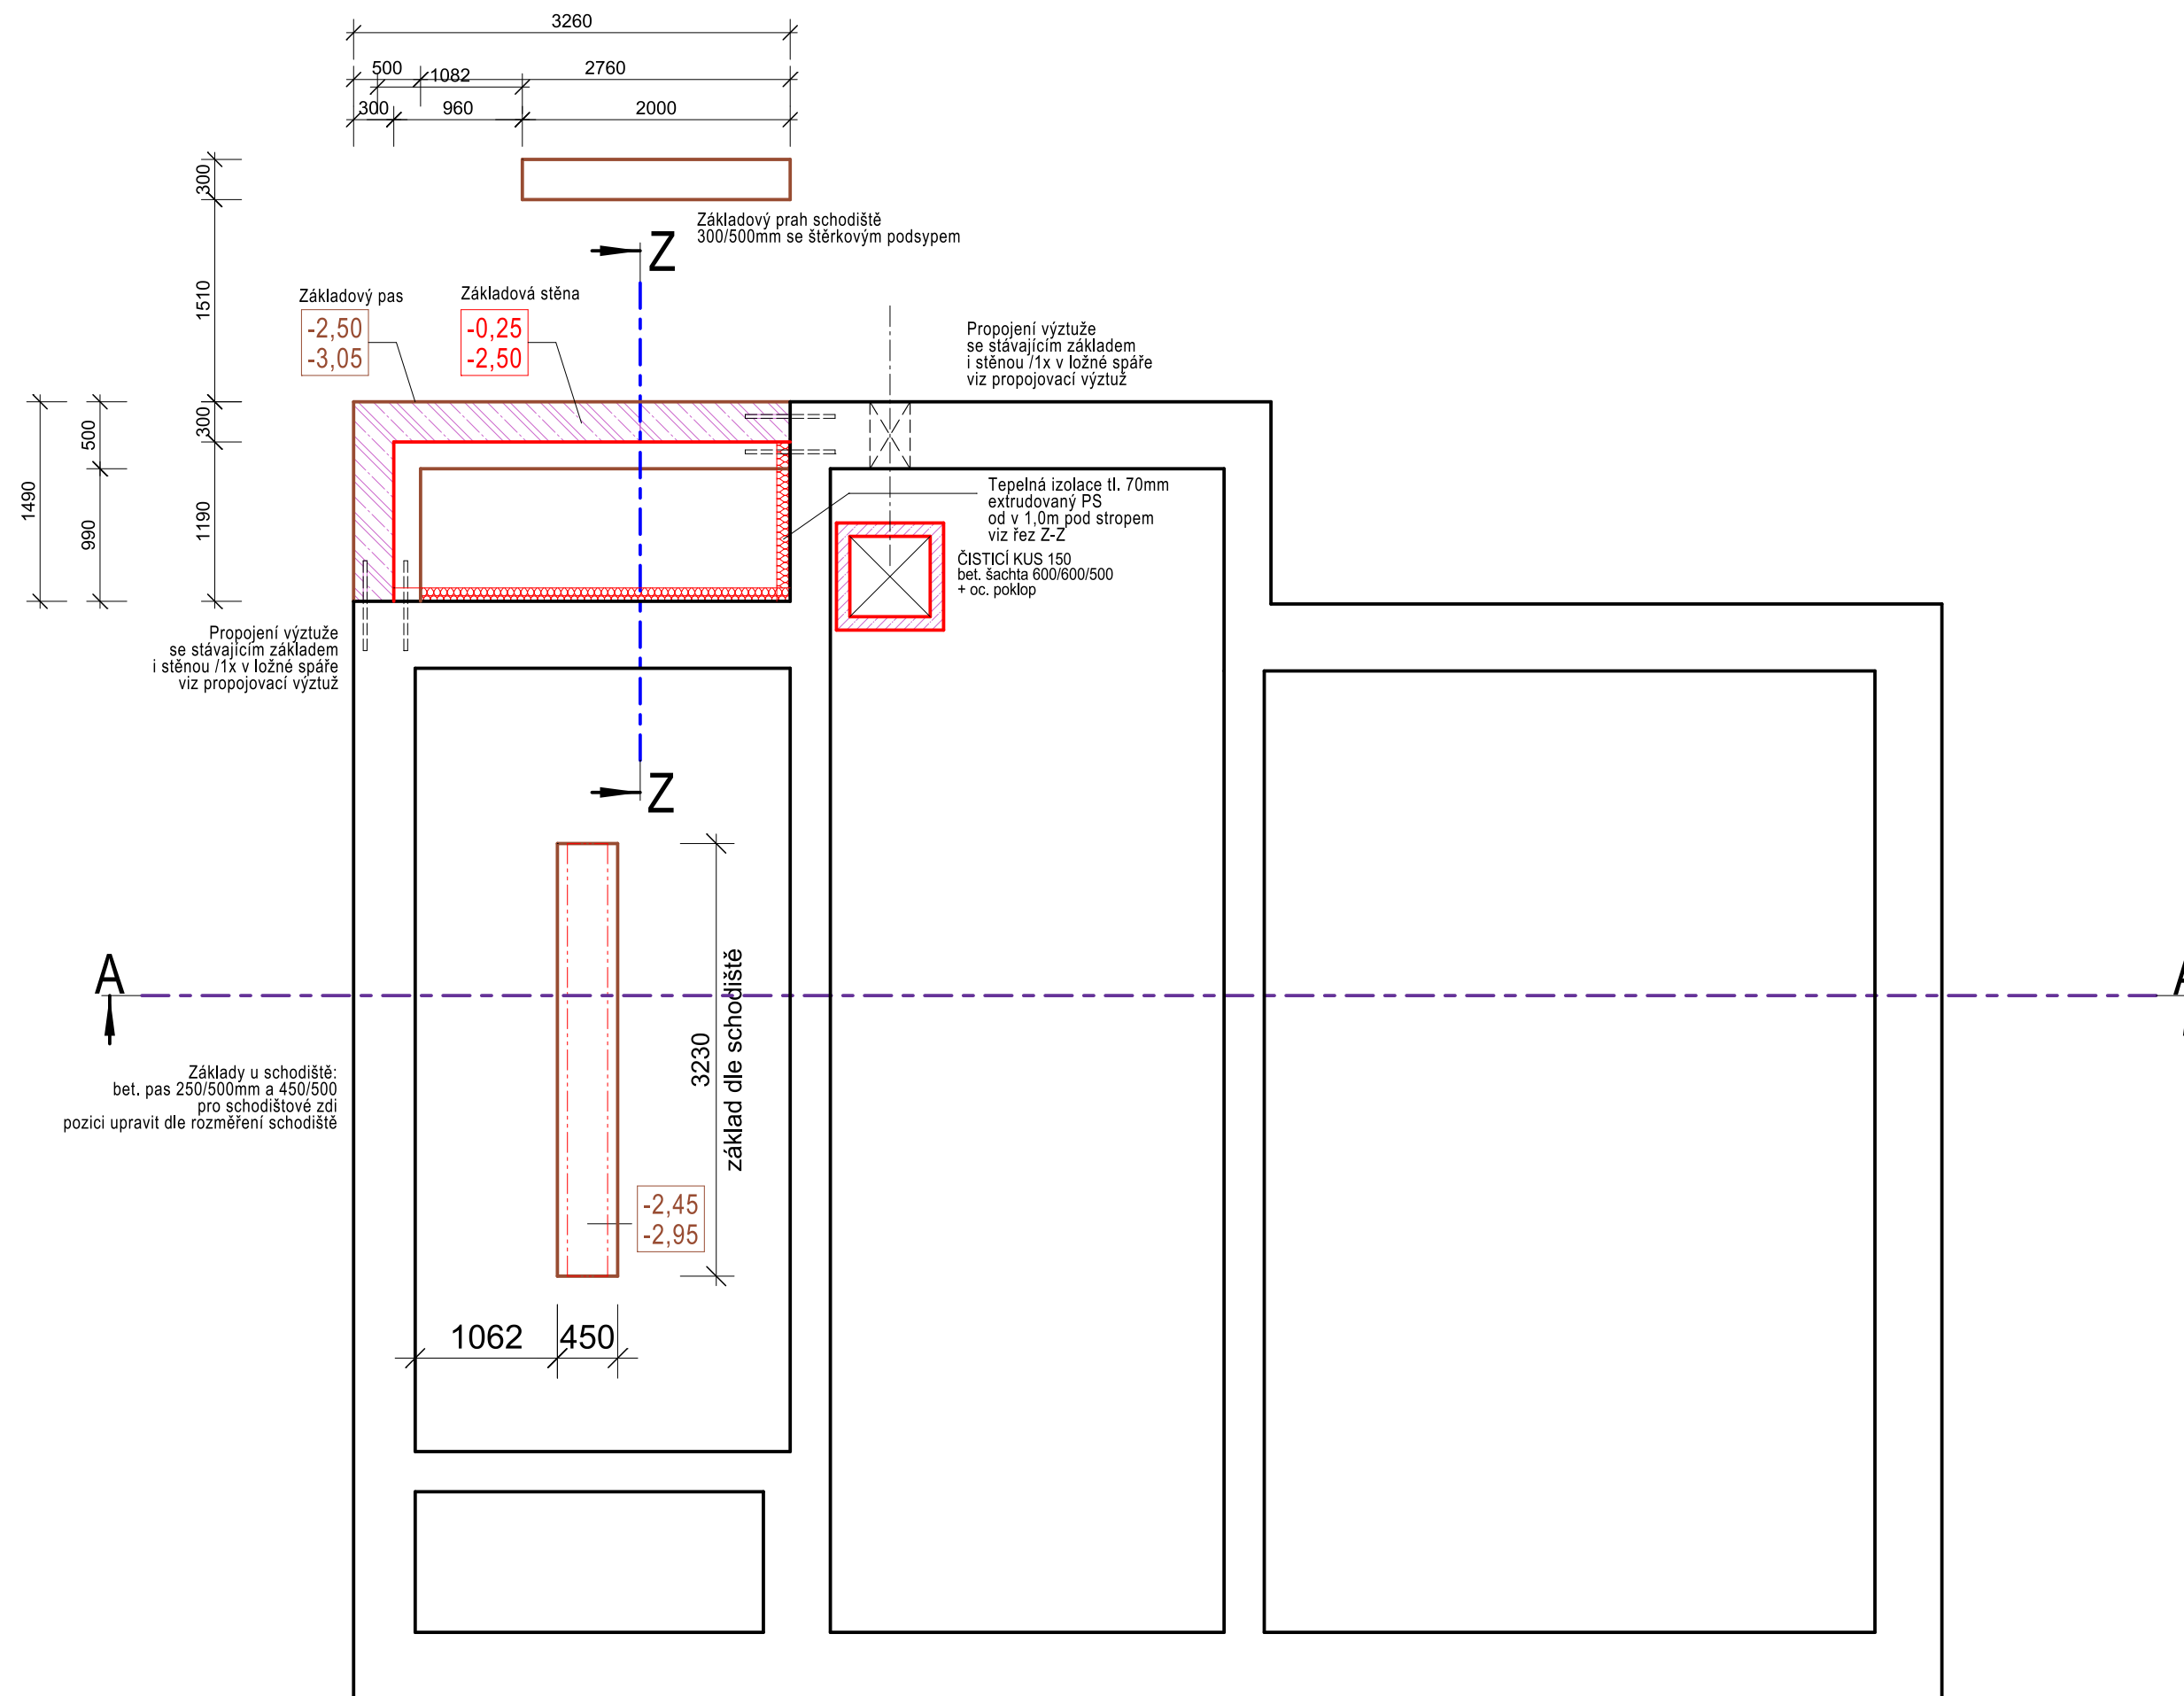 3260
500
1082
2760
300
960
2000
300
Základový prah schodiště
300/500mm se štěrkovým podsypem
Z
1510
Základový pas
-2,50
-3,05
Základová stěna
-0,25
-2,50
Propojení výztuže
se stávajícím základem
i stěnou /1x v ložné spáře
viz propojovací výztuž
300
500
1490
990
1190
Tepelná izolace tl. 70mm
extrudovaný PS
od v 1,0m pod stropem
viz řez Z-Z
ČISTICÍ KUS 150
bet. šachta 600/600/500
+ oc. poklop
Propojení výztuže
se stávajícím základem
i stěnou /1x v ložné spáře
viz propojovací výztuž
Z
A
3230
základ dle schodiště
Základy u schodiště:
bet. pas 250/500mm a 450/500
pro schodištové zdi
pozici upravit dle rozměření schodiště
-2,45
-2,95
1062
450